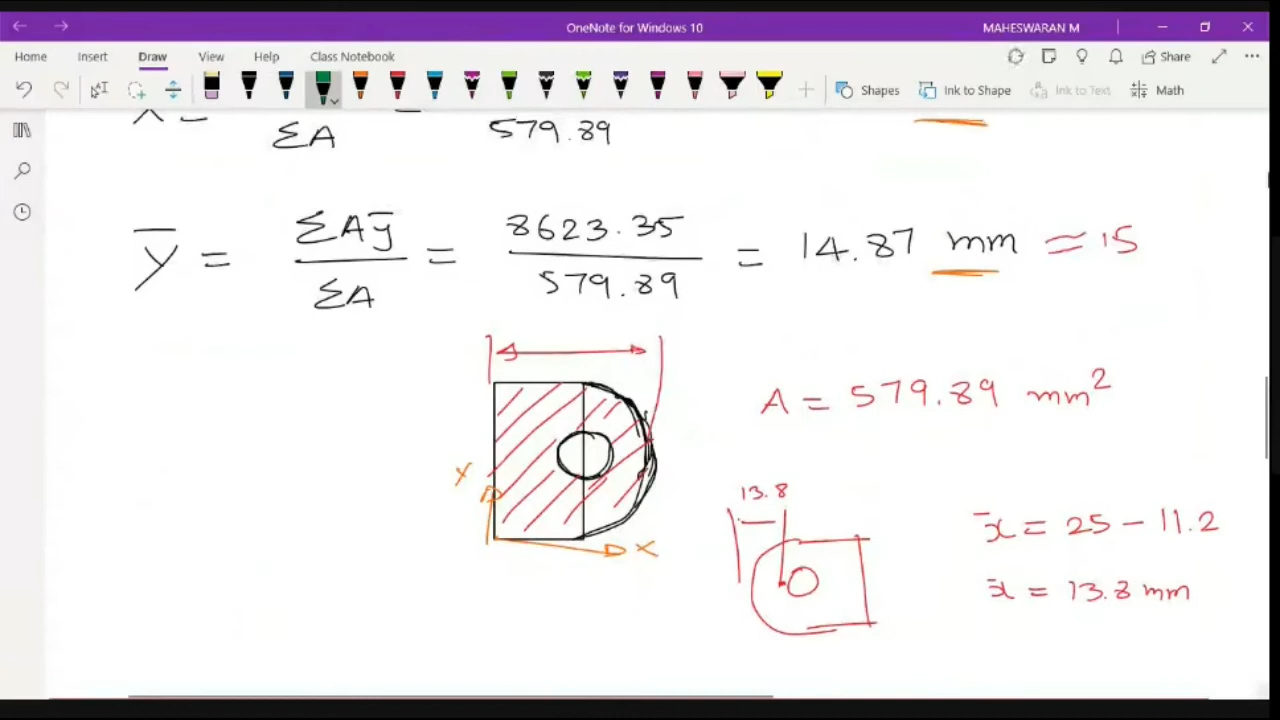 OneNote for Windows 10
MAHESWARAN M
Home Insert Draw View Help Class Notebook
Share
Shapes Ink to Shape Ink to Text Math
ΣA
579.89
Y̅ = ΣAy̅ / ΣA = 8623.35 / 579.89 = 14.87 mm ≈ 15
A = 579.89 mm²
Y
X
13.8
x̄ = 25 - 11.2
x̄ = 13.8 mm